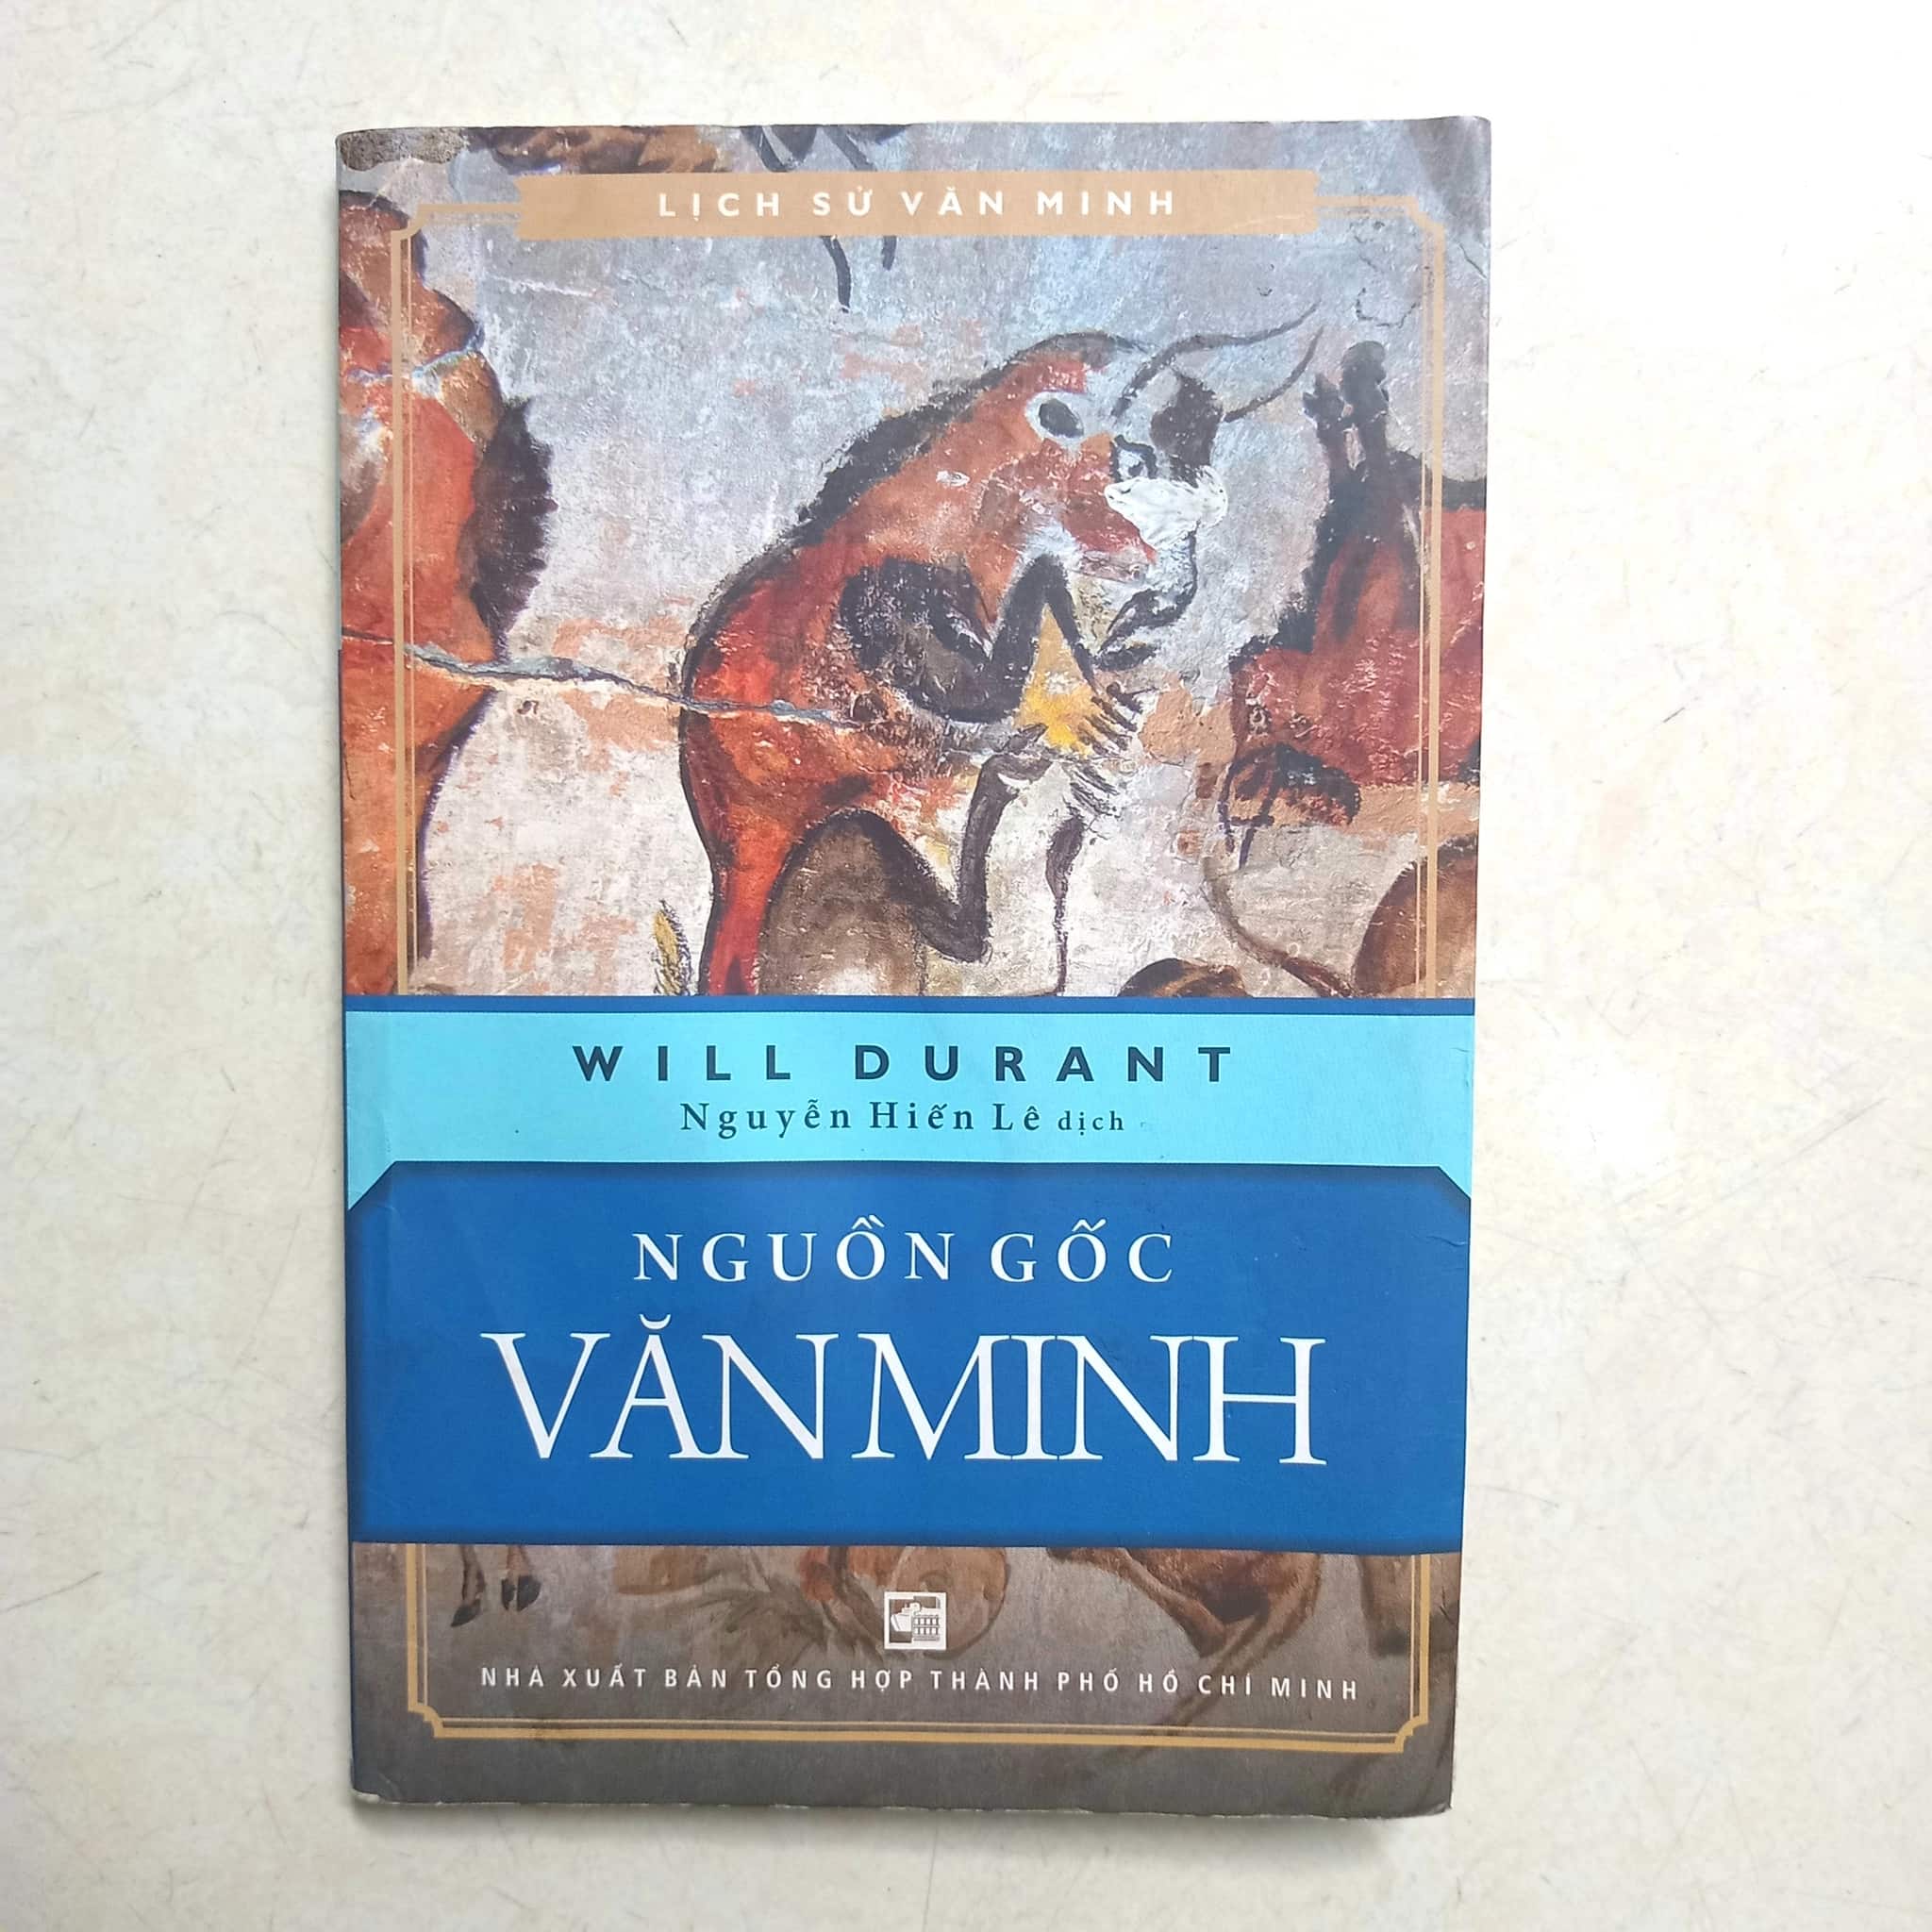 LỊCH SỬ VĂN MINH
WILL DURANT
Nguyễn Hiến Lê dịch
NGUỒN GỐC
VĂN MINH
NHÀ XUẤT BẢN TỔNG HỢP THÀNH PHỐ HỒ CHÍ MINH